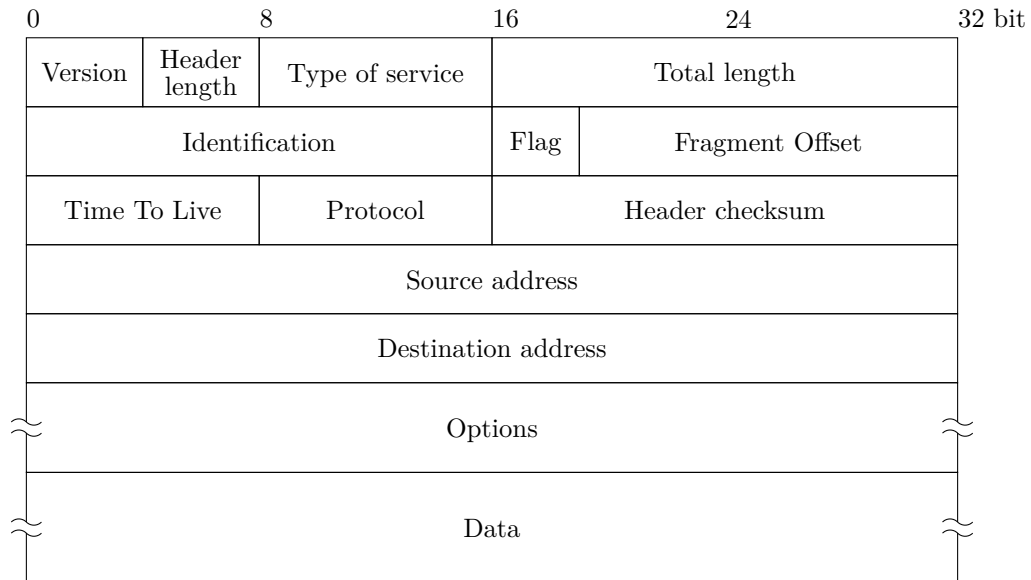 0 8 16 24 32 bit
Version Header length Type of service Total length
Identification Flag Fragment Offset
Time To Live Protocol Header checksum
Source address
Destination address
Options
Data